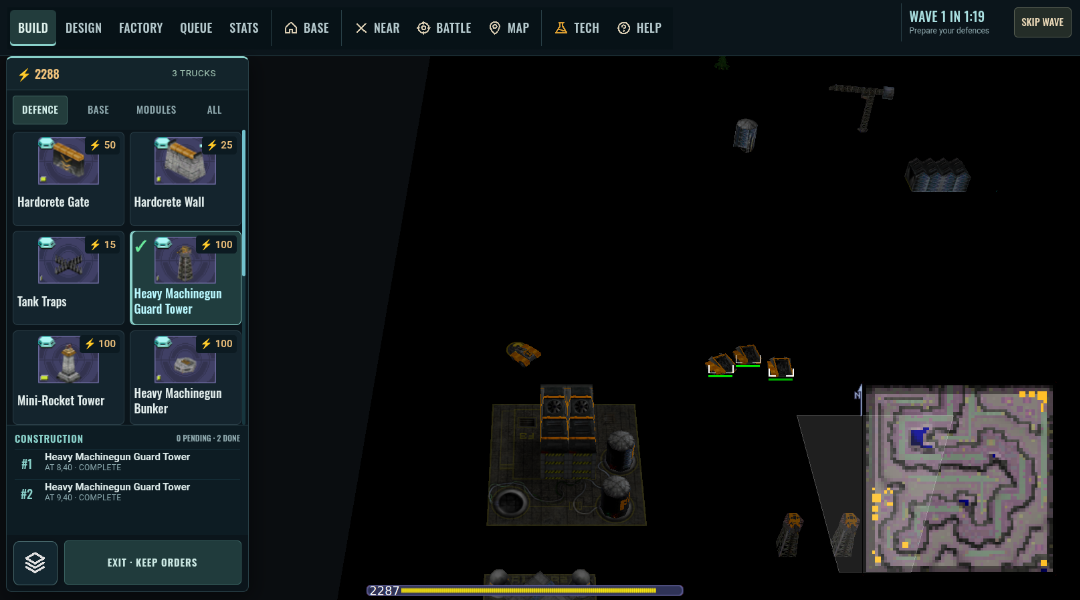 BUILD DESIGN FACTORY QUEUE STATS BASE NEAR BATTLE MAP TECH HELP
WAVE 1 IN 1:19
Prepare your defences
SKIP WAVE
2288
3 TRUCKS
DEFENCE BASE MODULES ALL
50
Hardcrete Gate
25
Hardcrete Wall
15
Tank Traps
100
Heavy Machinegun
Guard Tower
100
Mini-Rocket Tower
100
Heavy Machinegun
Bunker
CONSTRUCTION
0 PENDING · 2 DONE
#1
Heavy Machinegun Guard Tower
AT 8,40 · COMPLETE
#2
Heavy Machinegun Guard Tower
AT 9,40 · COMPLETE
EXIT · KEEP ORDERS
2287
N